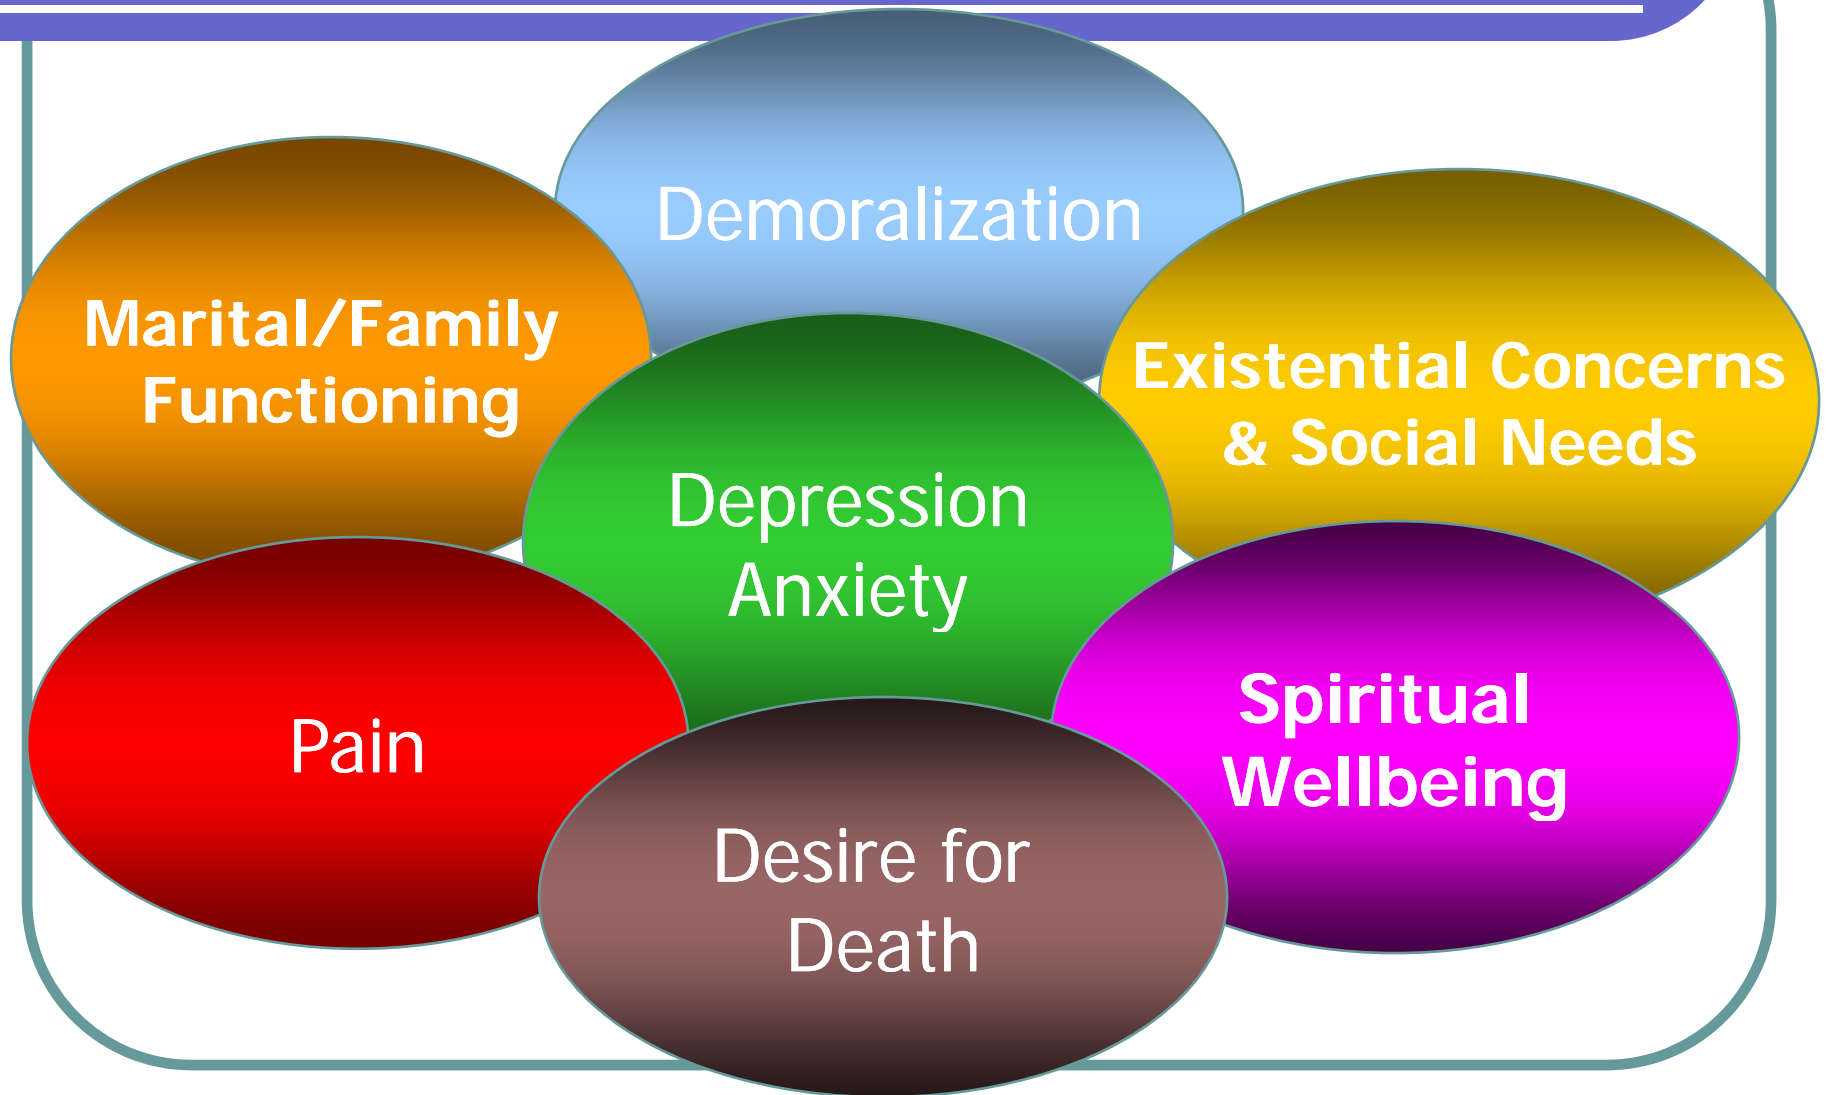 Demoralization
Marital/Family
Functioning
Existential Concerns
& Social Needs
Depression
Anxiety
Pain
Spiritual
Wellbeing
Desire for
Death